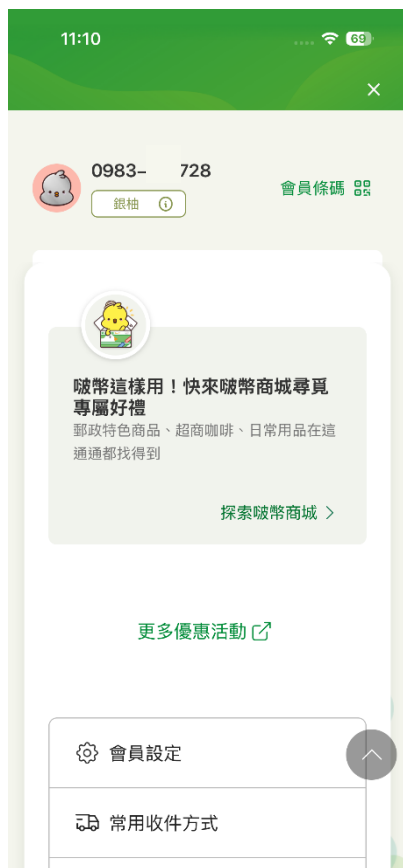 11:10
69
0983- 728
會員條碼
銀柚
啵幣這樣用！快來啵幣商城尋覓
專屬好禮
郵政特色商品、超商咖啡、日常用品在這
通通都找得到
探索啵幣商城
更多優惠活動
會員設定
常用收件方式